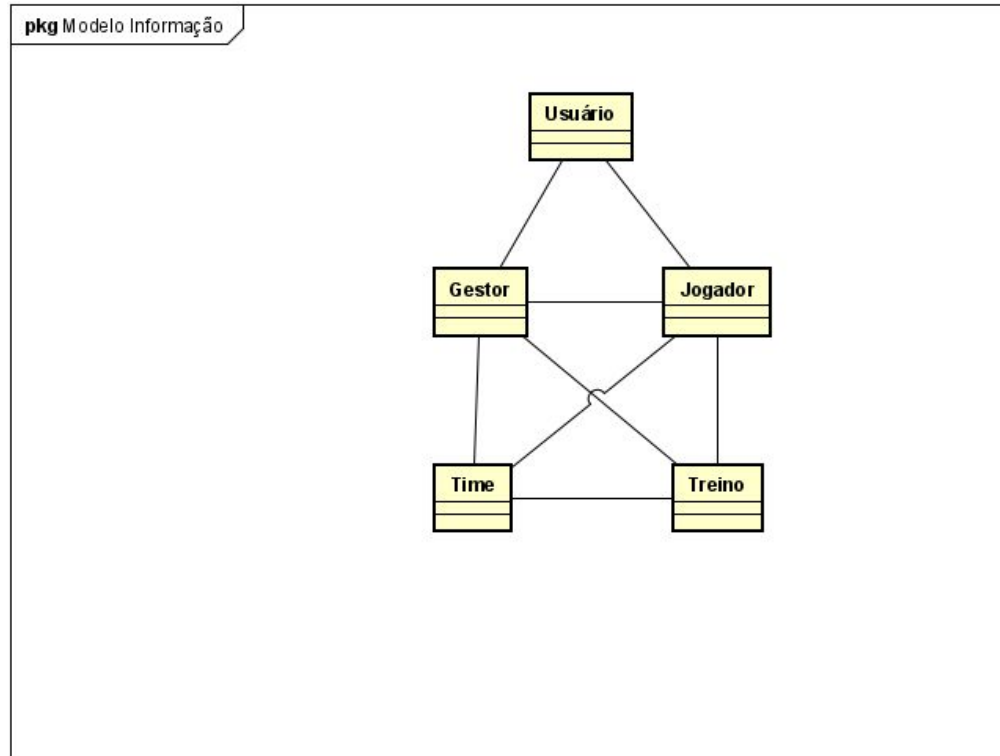 pkg Modelo Informação
Usuário
Gestor
Jogador
Time
Treino